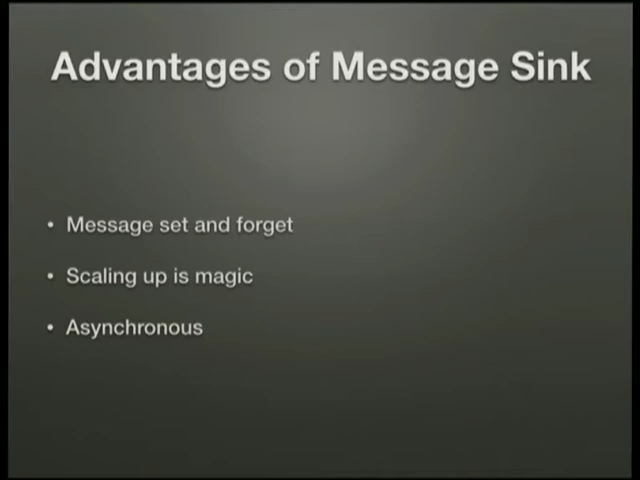 Advantages of Message Sink
• Message set and forget
• Scaling up is magic
• Asynchronous